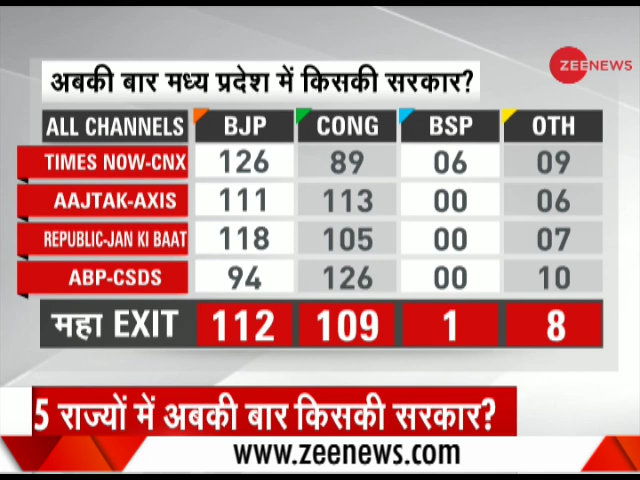 ZEENEWS
अबकी बार मध्य प्रदेश में किसकी सरकार?
ALL CHANNELS BJP CONG BSP OTH
TIMES NOW-CNX 126 89 06 09
AAJTAK-AXIS 111 113 00 06
REPUBLIC-JAN KI BAAT 118 105 00 07
ABP-CSDS 94 126 00 10
महा EXIT 112 109 1 8
5 राज्यों में अबकी बार किसकी सरकार?
www.zeenews.com